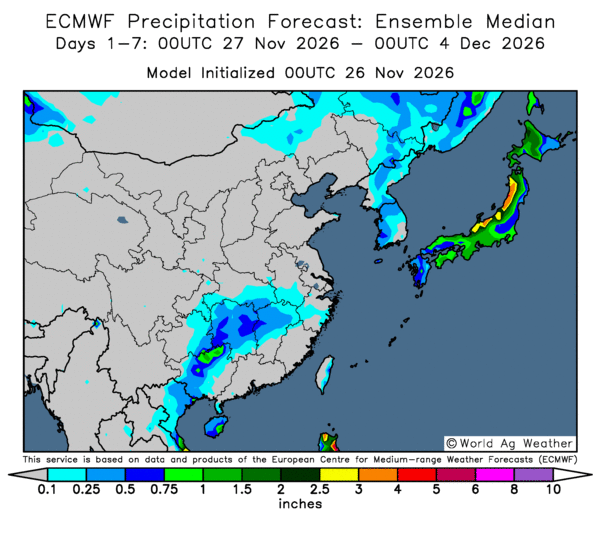 ECMWF Precipitation Forecast: Ensemble Median
Days 1-7: 00UTC 27 Nov 2026 - 00UTC 4 Dec 2026
Model Initialized 00UTC 26 Nov 2026
© World Ag Weather
This service is based on data and products of the European Centre for Medium-range Weather Forecasts (ECMWF)
0.1 0.25 0.5 0.75 1 1.5 2 2.5 3 4 5 6 8 10
inches